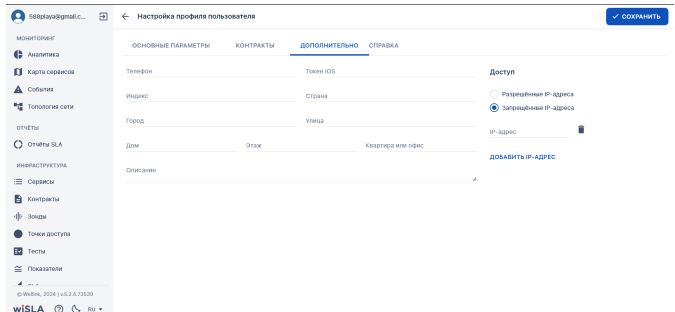 588playa@gmail.c...
Настройка профиля пользователя
СОХРАНИТЬ
МОНИТОРИНГ
Аналитика
Карта сервисов
События
Топология сети
ОТЧЁТЫ
Отчёты SLA
ИНФРАСТРУКТУРА
Сервисы
Контракты
Зонды
Точки доступа
Тесты
Показатели
© Wellink, 2024 | v.5.2.4.73539
wiSLA
Ru
ОСНОВНЫЕ ПАРАМЕТРЫ
КОНТРАКТЫ
ДОПОЛНИТЕЛЬНО
СПРАВКА
Телефон
Токен IOS
Индекс
Страна
Город
Улица
Дом
Этаж
Квартира или офис
Описание
Доступ
Разрешённые IP-адреса
Запрещённые IP-адреса
IP-адрес
ДОБАВИТЬ IP-АДРЕС